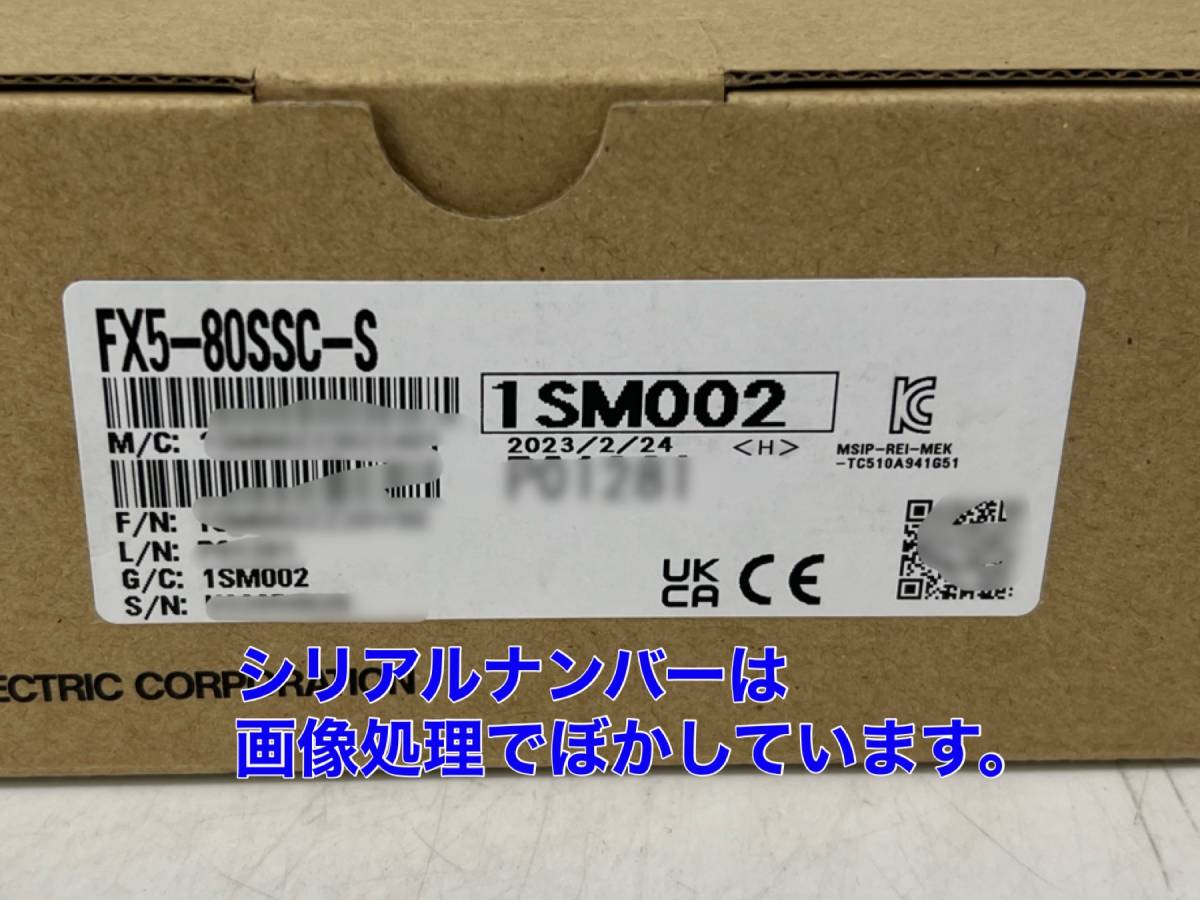 FX5-80SSC-S
M/C:
F/N:
L/N:
G/C: 1SM002
S/N:
1SM002
2023/2/24 <H>
P01281
MSIP-REI-MEK
-TC510A941G51
UK
CA CE
ECTRIC CORPORATION
シリアルナンバーは
画像処理でぼかしています。